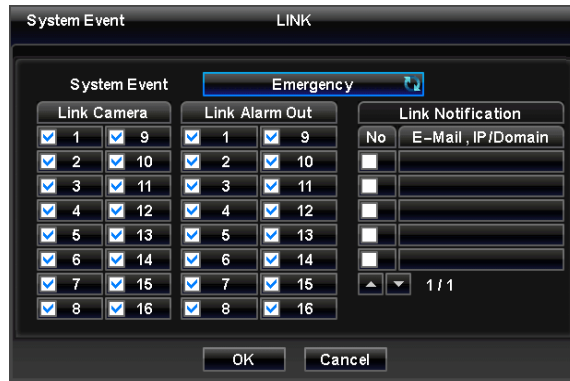 System Event LINK
System Event Emergency
Link Camera Link Alarm Out Link Notification
1 9 1 9 No E-Mail , IP/Domain
2 10 2 10
3 11 3 11
4 12 4 12
5 13 5 13
6 14 6 14
7 15 7 15 1/1
8 16 8 16
OK Cancel